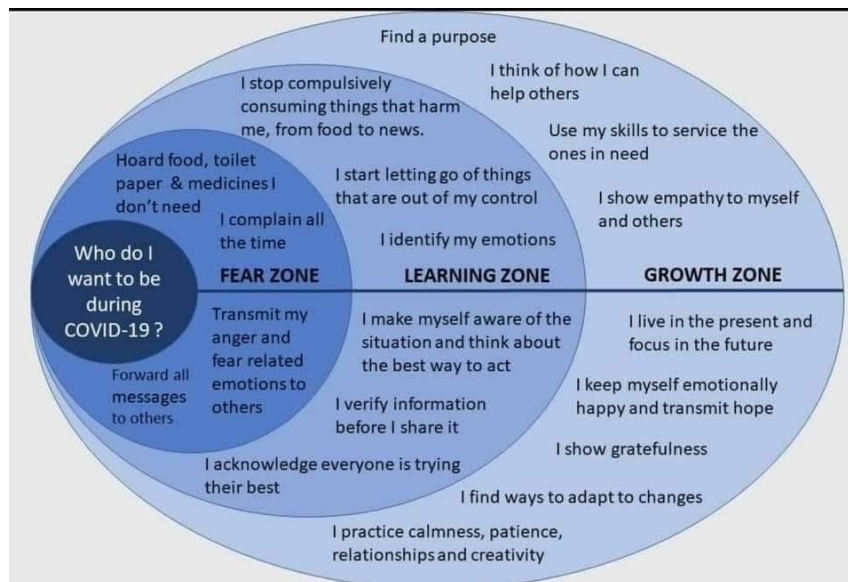 Find a purpose
I think of how I can
help others
I stop compulsively
consuming things that harm
me, from food to news.
Use my skills to service the
ones in need
Hoard food, toilet
paper & medicines I
don't need
I start letting go of things
that are out of my control
I show empathy to myself
and others
I complain all
the time
I identify my emotions
Who do I
want to be
during
COVID-19 ?
FEAR ZONE
LEARNING ZONE
GROWTH ZONE
Transmit my
anger and
fear related
emotions to
others
I make myself aware of the
situation and think about
the best way to act
I live in the present and
focus in the future
Forward all
messages
to others
I keep myself emotionally
happy and transmit hope
I verify information
before I share it
I show gratefulness
I acknowledge everyone is trying
their best
I find ways to adapt to changes
I practice calmness, patience,
relationships and creativity